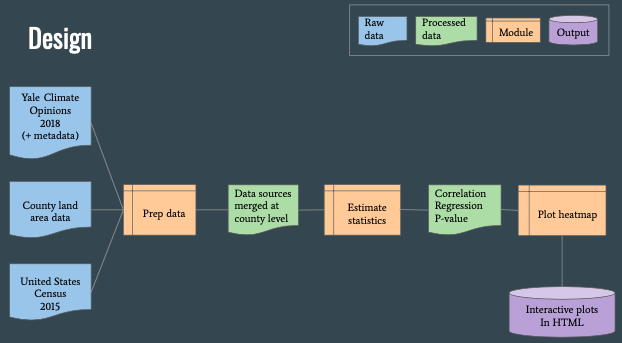 Design
Raw
data
Processed
data
Module
Output
Yale Climate
Opinions
2018
(+ metadata)
County land
area data
United States
Census
2015
Prep data
Data sources
merged at
county level
Estimate
statistics
Correlation
Regression
P-value
Plot heatmap
Interactive plots
In HTML